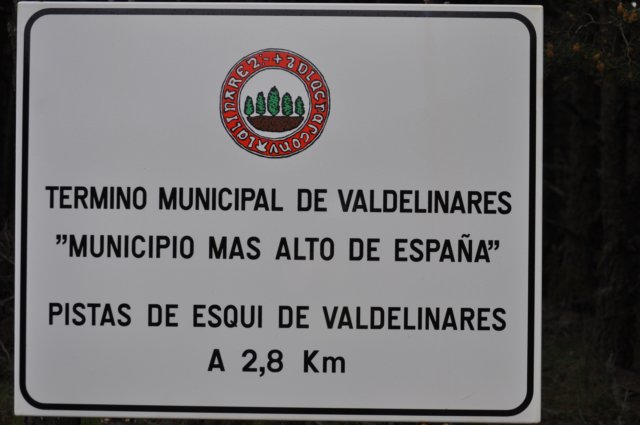 TERMINO MUNICIPAL DE VALDELINARES
"MUNICIPIO MAS ALTO DE ESPAÑA"
PISTAS DE ESQUI DE VALDELINARES
A 2,8 Km